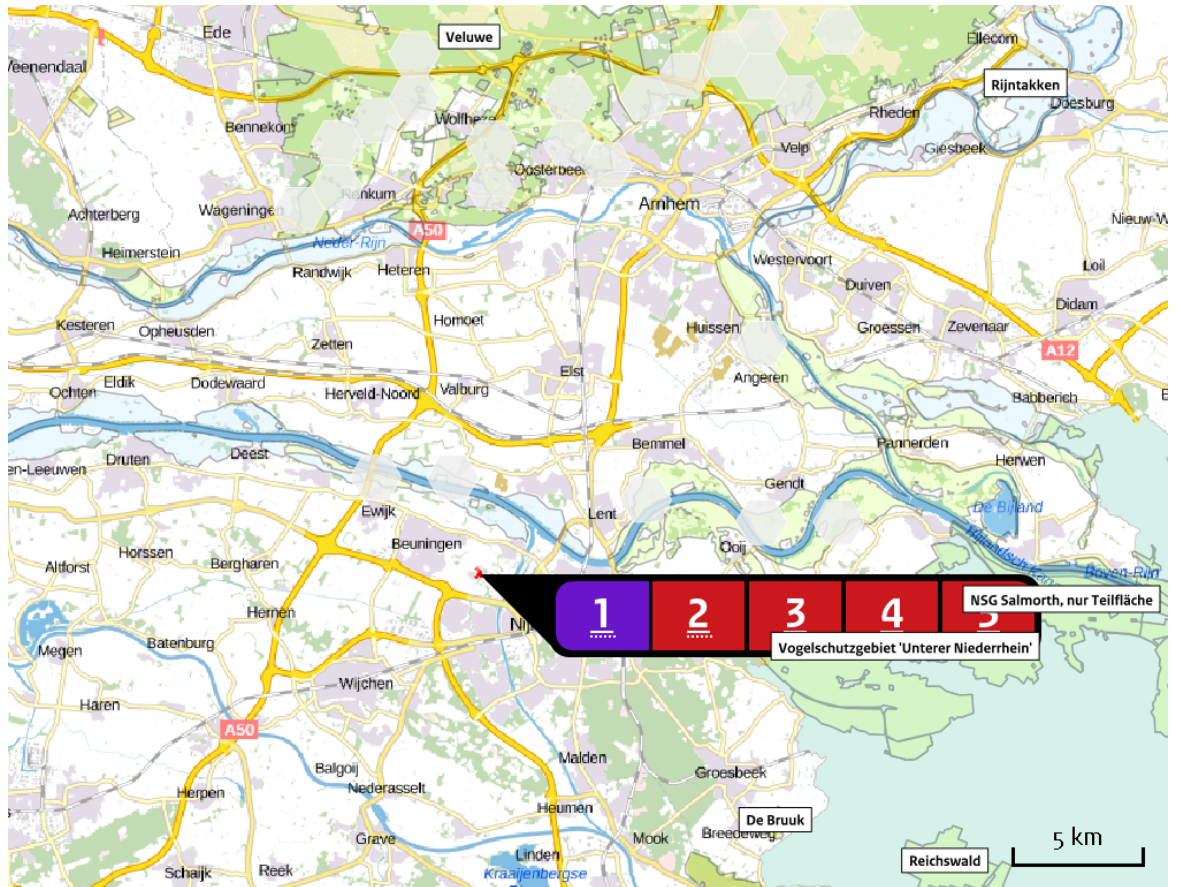 Ede
Veluwe
Ellecom
Veenendaal
Rijntakken
Doesburg
Rheden
Wolfheze
Bennekom
Velp
Giesbeek
Oosterbeek
Renkum
Arnhem
Achterberg
Wageningen
Nieuw-W
A50
Neder-Rijn
Heimerstein
Westervoort
Loil
Randwijk
Heteren
Duiven
Didam
Kesteren
Opheusden
Homoet
Huissen
Groessen
Zevenaar
Zetten
A12
Elst
Angeren
Ochten
Eldik
Dodewaard
Herveld-Noord
Valburg
Babberich
E
Bemmel
Pannerden
Druten
Deest
Herwen
en-Leeuwen
Gendt
Ewijk
Lent
De Bijland
Beuningen
Ooij
Horssen
Bergharen
Altforst
Bijlandsch Kan
Boven-Rijn
Hernen
1
2
3
4
5
NSG Salmorth, nur Teilfläche
Nij
Batenburg
Vogelschutzgebiet 'Unterer Niederrhein'
Megen
Wijchen
Haren
A50
Malden
Balgoij
Groesbeek
Herpen
Nederasselt
Heumen
De Bruuk
Grave
Mook
Breedeweg
5 km
Linden
Reichswald
Schaijk
Reek
Kraaijenbergse